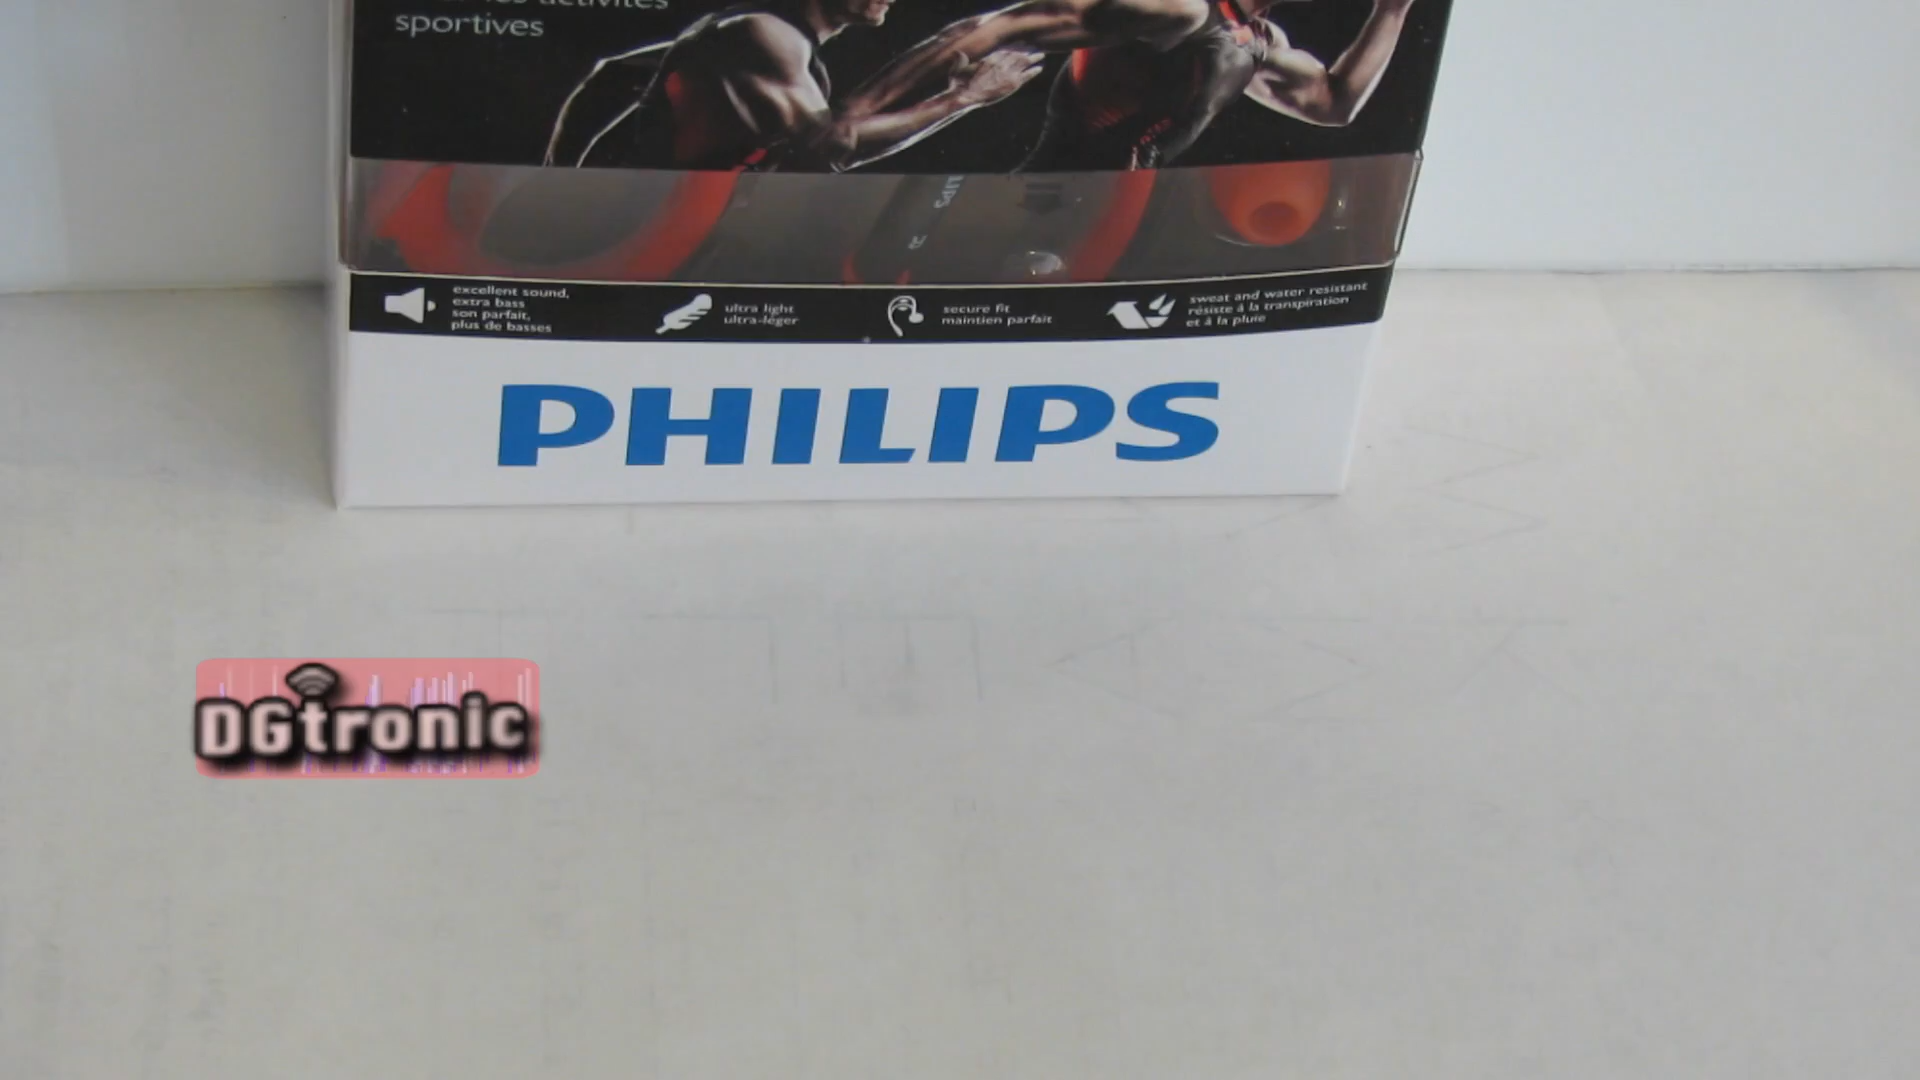 activités
sportives
excellent sound,
extra bass
son parfait,
plus de basses
ultra light
ultra-léger
secure fit
maintien parfait
sweat and water resistant
résiste à la transpiration
et à la pluie
PHILIPS
DGtronic